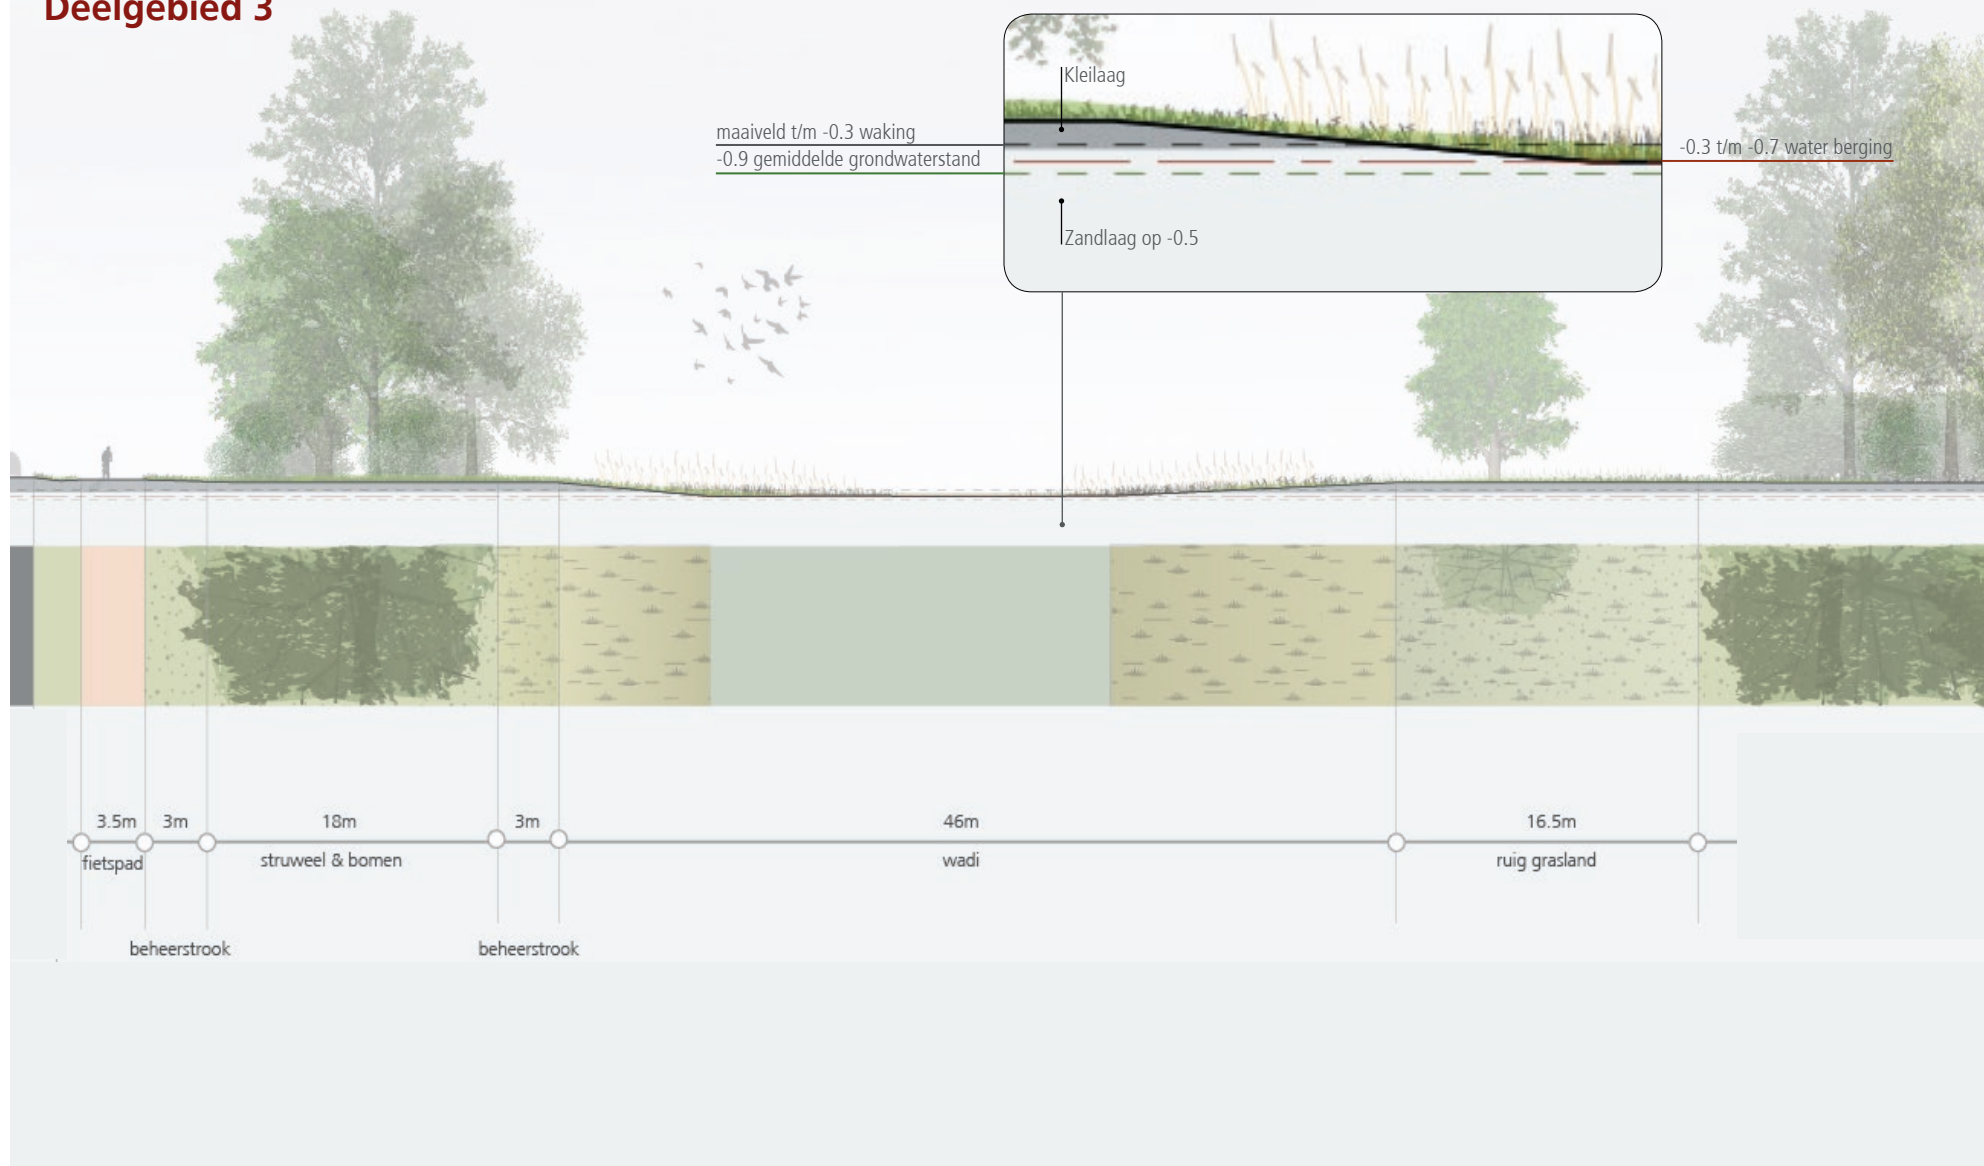 Deelgebied 3
Kleilaag
maaiveld t/m -0.3 waking
-0.9 gemiddelde grondwaterstand
-0.3 t/m -0.7 water berging
Zandlaag op -0.5
3.5m 3m 18m 3m 46m 16.5m
fietspad struweel & bomen wadi ruig grasland
beheerstrook beheerstrook